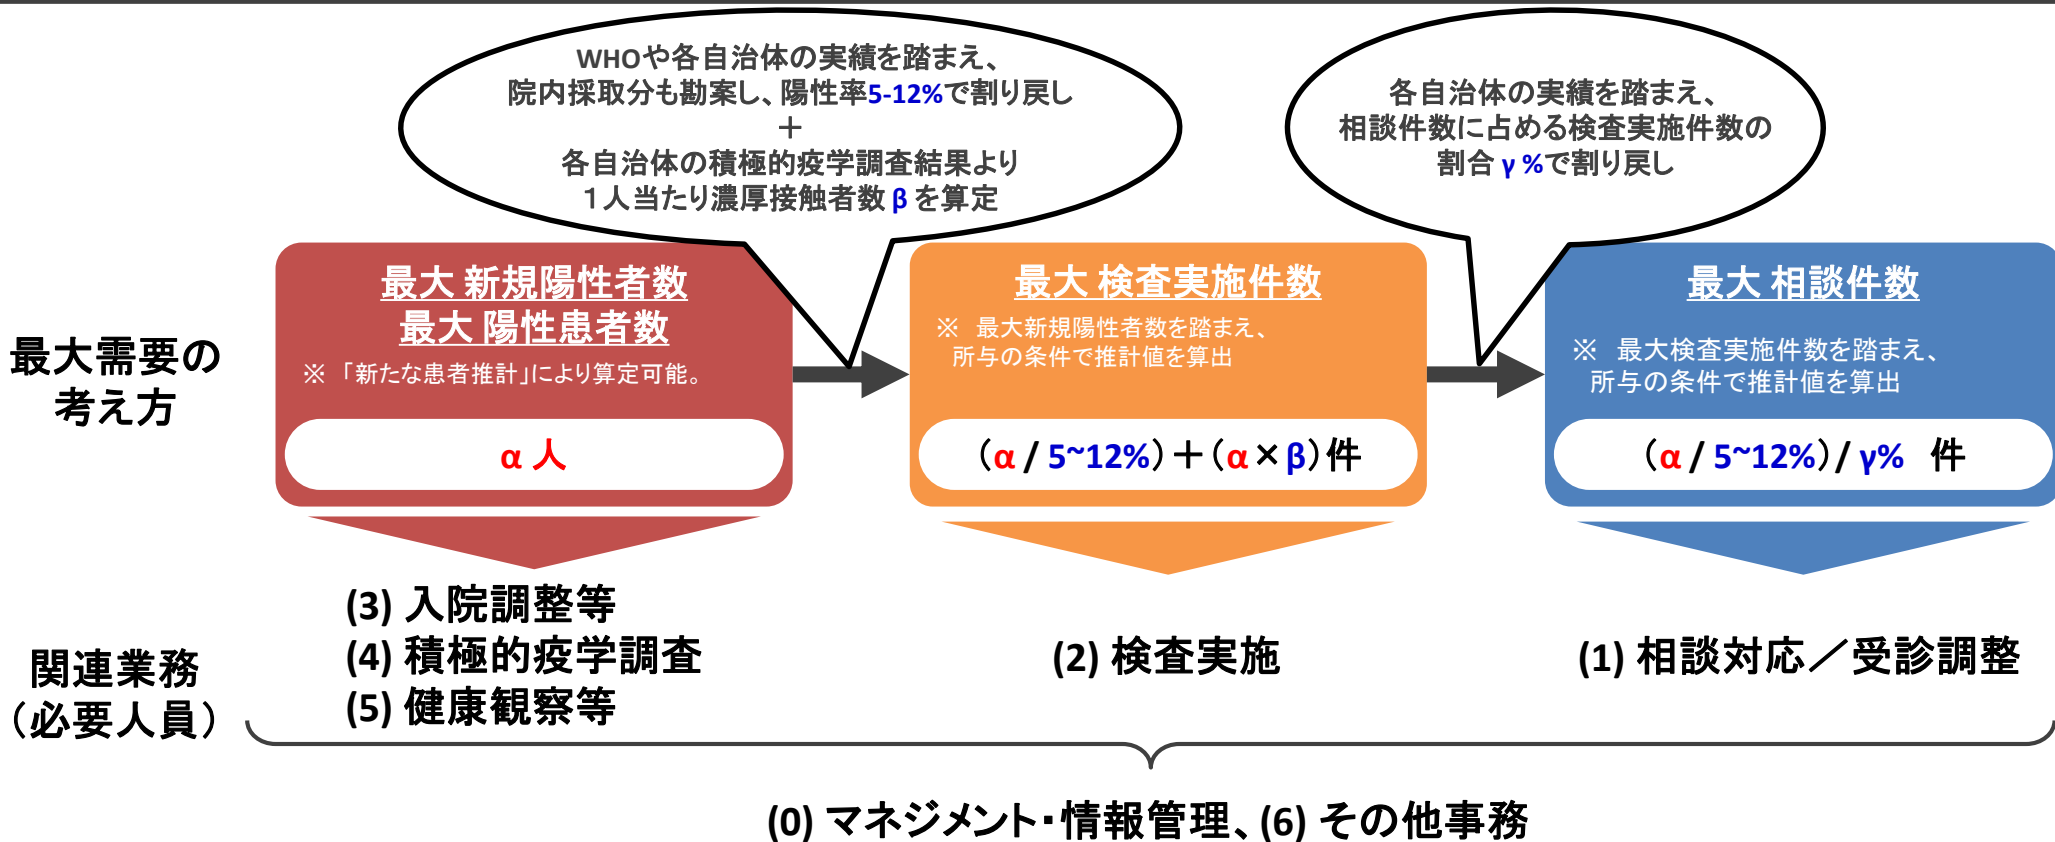 WHOや各自治体の実績を踏まえ、
院内採取分も勘案し、陽性率5-12%で割り戻し
＋
各自治体の積極的疫学調査結果より
１人当たり濃厚接触者数 β を算定
各自治体の実績を踏まえ、
相談件数に占める検査実施件数の
割合 γ %で割り戻し
最大需要の
考え方
最大 新規陽性者数
最大 陽性患者数
※ 「新たな患者推計」により算定可能。
α 人
最大 検査実施件数
※ 最大新規陽性者数を踏まえ、
所与の条件で推計値を算出
（α / 5~12%）＋（α × β）件
最大 相談件数
※ 最大検査実施件数を踏まえ、
所与の条件で推計値を算出
（α / 5~12%）/ γ% 件
関連業務
（必要人員）
(3) 入院調整等
(4) 積極的疫学調査
(5) 健康観察等
(2) 検査実施
(1) 相談対応／受診調整
(0) マネジメント・情報管理、(6) その他事務